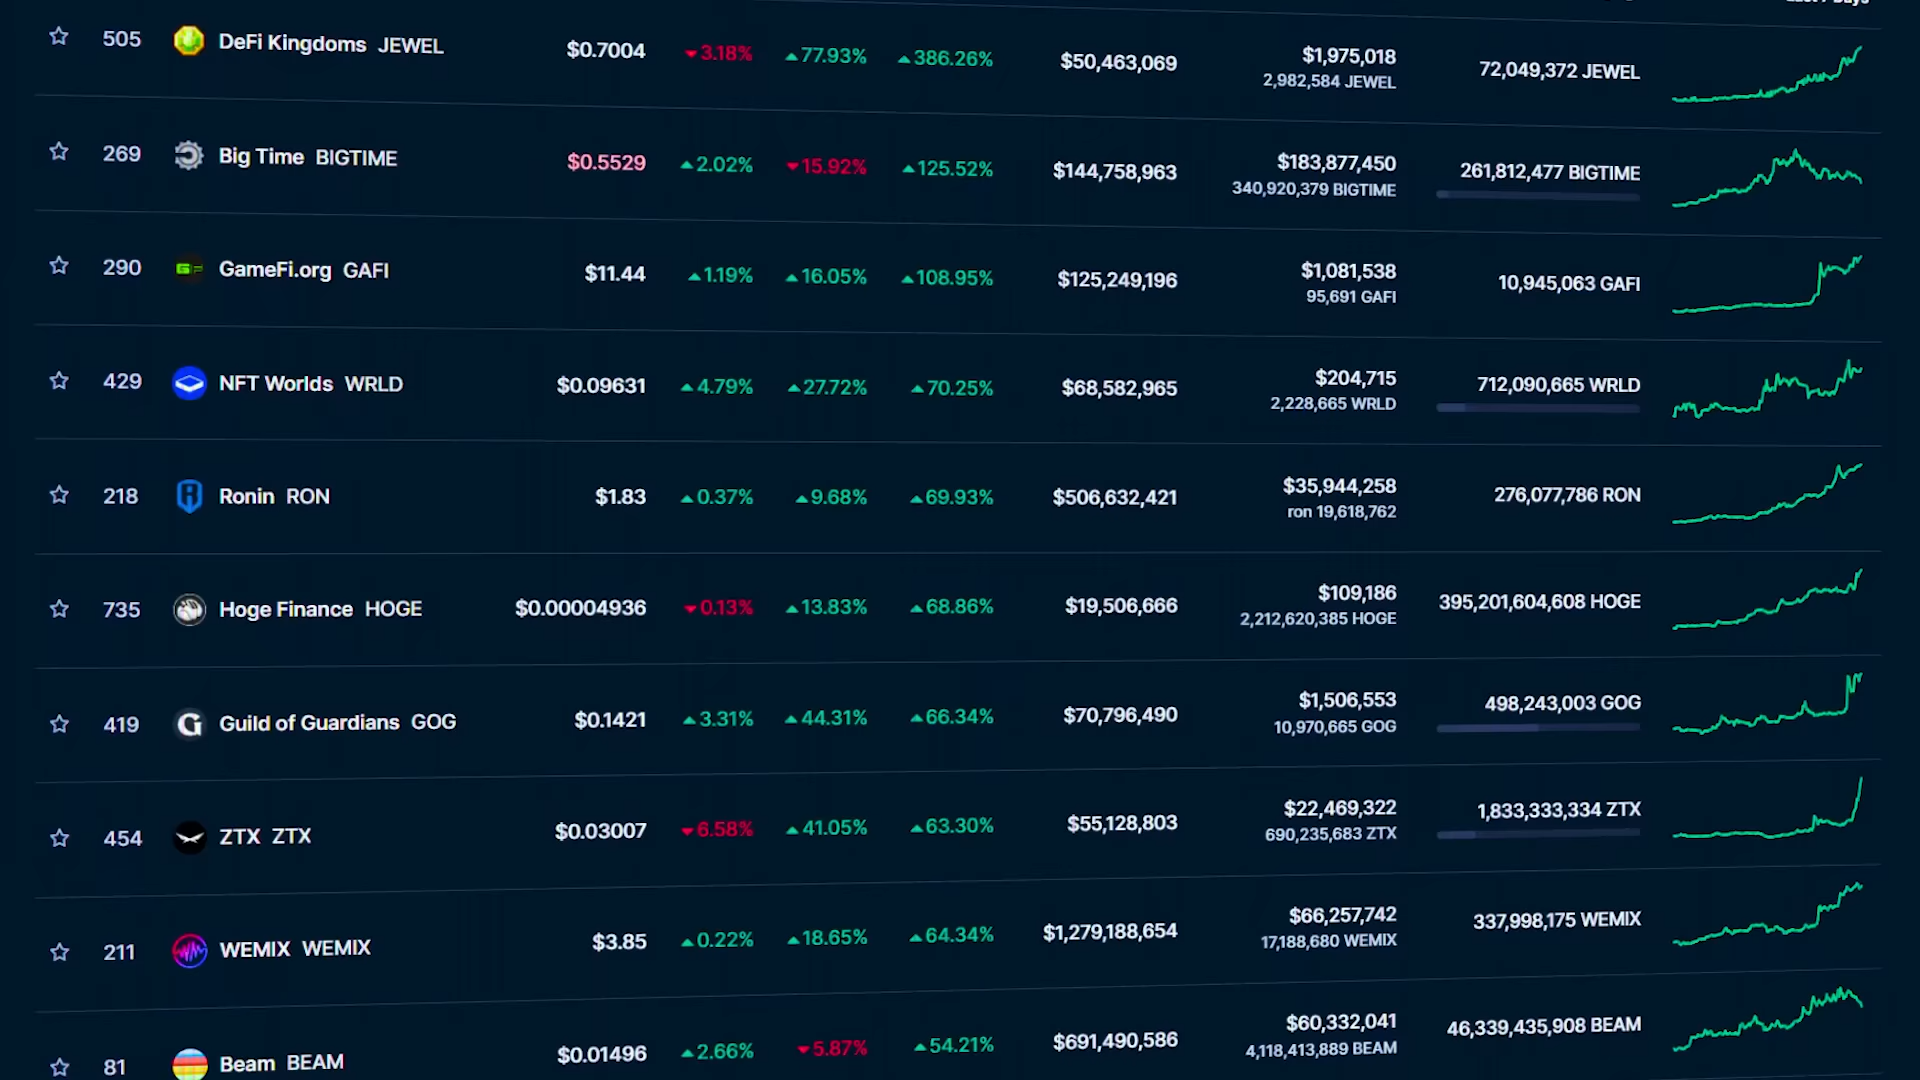 Last 7 Days
505 DeFi Kingdoms JEWEL $0.7004 3.18% 77.93% 386.26% $50,463,069 $1,975,018 72,049,372 JEWEL
2,982,584 JEWEL
269 Big Time BIGTIME $0.5529 2.02% 15.92% 125.52% $144,758,963 $183,877,450 261,812,477 BIGTIME
340,920,379 BIGTIME
290 GameFi.org GAFI $11.44 1.19% 16.05% 108.95% $125,249,196 $1,081,538 10,945,063 GAFI
95,691 GAFI
429 NFT Worlds WRLD $0.09631 4.79% 27.72% 70.25% $68,582,965 $204,715 712,090,665 WRLD
2,228,665 WRLD
218 Ronin RON $1.83 0.37% 9.68% 69.93% $506,632,421 $35,944,258 276,077,786 RON
ron 19,618,762
735 Hoge Finance HOGE $0.00004936 0.13% 13.83% 68.86% $19,506,666 $109,186 395,201,604,608 HOGE
2,212,620,385 HOGE
419 Guild of Guardians GOG $0.1421 3.31% 44.31% 66.34% $70,796,490 $1,506,553 498,243,003 GOG
10,970,665 GOG
454 ZTX ZTX $0.03007 6.58% 41.05% 63.30% $55,128,803 $22,469,322 1,833,333,334 ZTX
690,235,683 ZTX
211 WEMIX WEMIX $3.85 0.22% 18.65% 64.34% $1,279,188,654 $66,257,742 337,998,175 WEMIX
17,188,680 WEMIX
81 Beam BEAM $0.01496 2.66% 5.87% 54.21% $691,490,586 $60,332,041 46,339,435,908 BEAM
4,118,413,889 BEAM